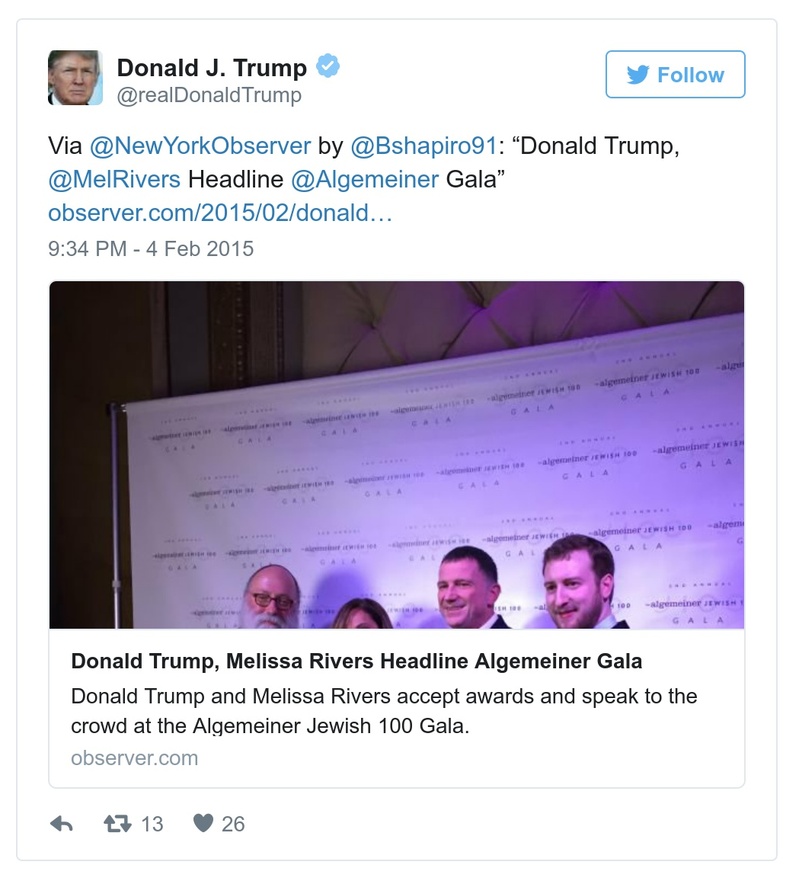 Donald J. Trump
@realDonaldTrump
Follow
Via @NewYorkObserver by @Bshapiro91: “Donald Trump,
@MelRivers Headline @Algemeiner Gala”
observer.com/2015/02/donald…
9:34 PM - 4 Feb 2015
algemeiner JEWISH 100
GALA
Donald Trump, Melissa Rivers Headline Algemeiner Gala
Donald Trump and Melissa Rivers accept awards and speak to the
crowd at the Algemeiner Jewish 100 Gala.
observer.com
13
26